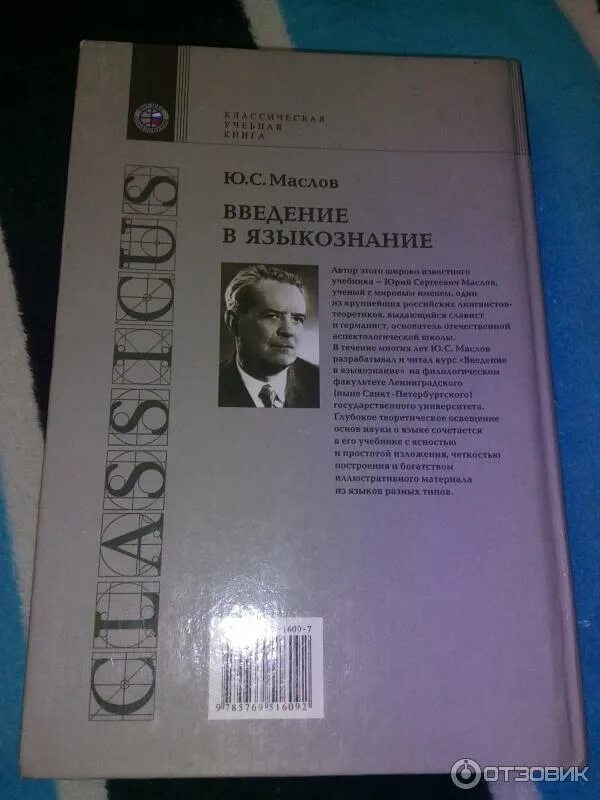 КЛАССИЧЕСКАЯ
УЧЕБНАЯ
КНИГА
Ю.С. Маслов
ВВЕДЕНИЕ
В ЯЗЫКОЗНАНИЕ
Автор этого широко известного
учебника – Юрий Сергеевич Маслов,
ученый с мировым именем, один
из крупнейших российских лингвистов-
теоретиков, выдающийся славист
и германист, основатель отечественной
аспектологической школы.
В течение многих лет Ю.С. Маслов
разрабатывал и читал курс «Введение
в языкознание» на филологическом
факультете Ленинградского
(ныне Санкт-Петербургского)
государственного университета.
Глубокое теоретическое освещение
основ науки о языке сочетается
в его учебнике с ясностью
и простотой изложения, четкостью
построения и богатством
иллюстративного материала
из языков разных типов.
CLASSICUS
1609-7
9 785769 516092
ОТЗОВИК